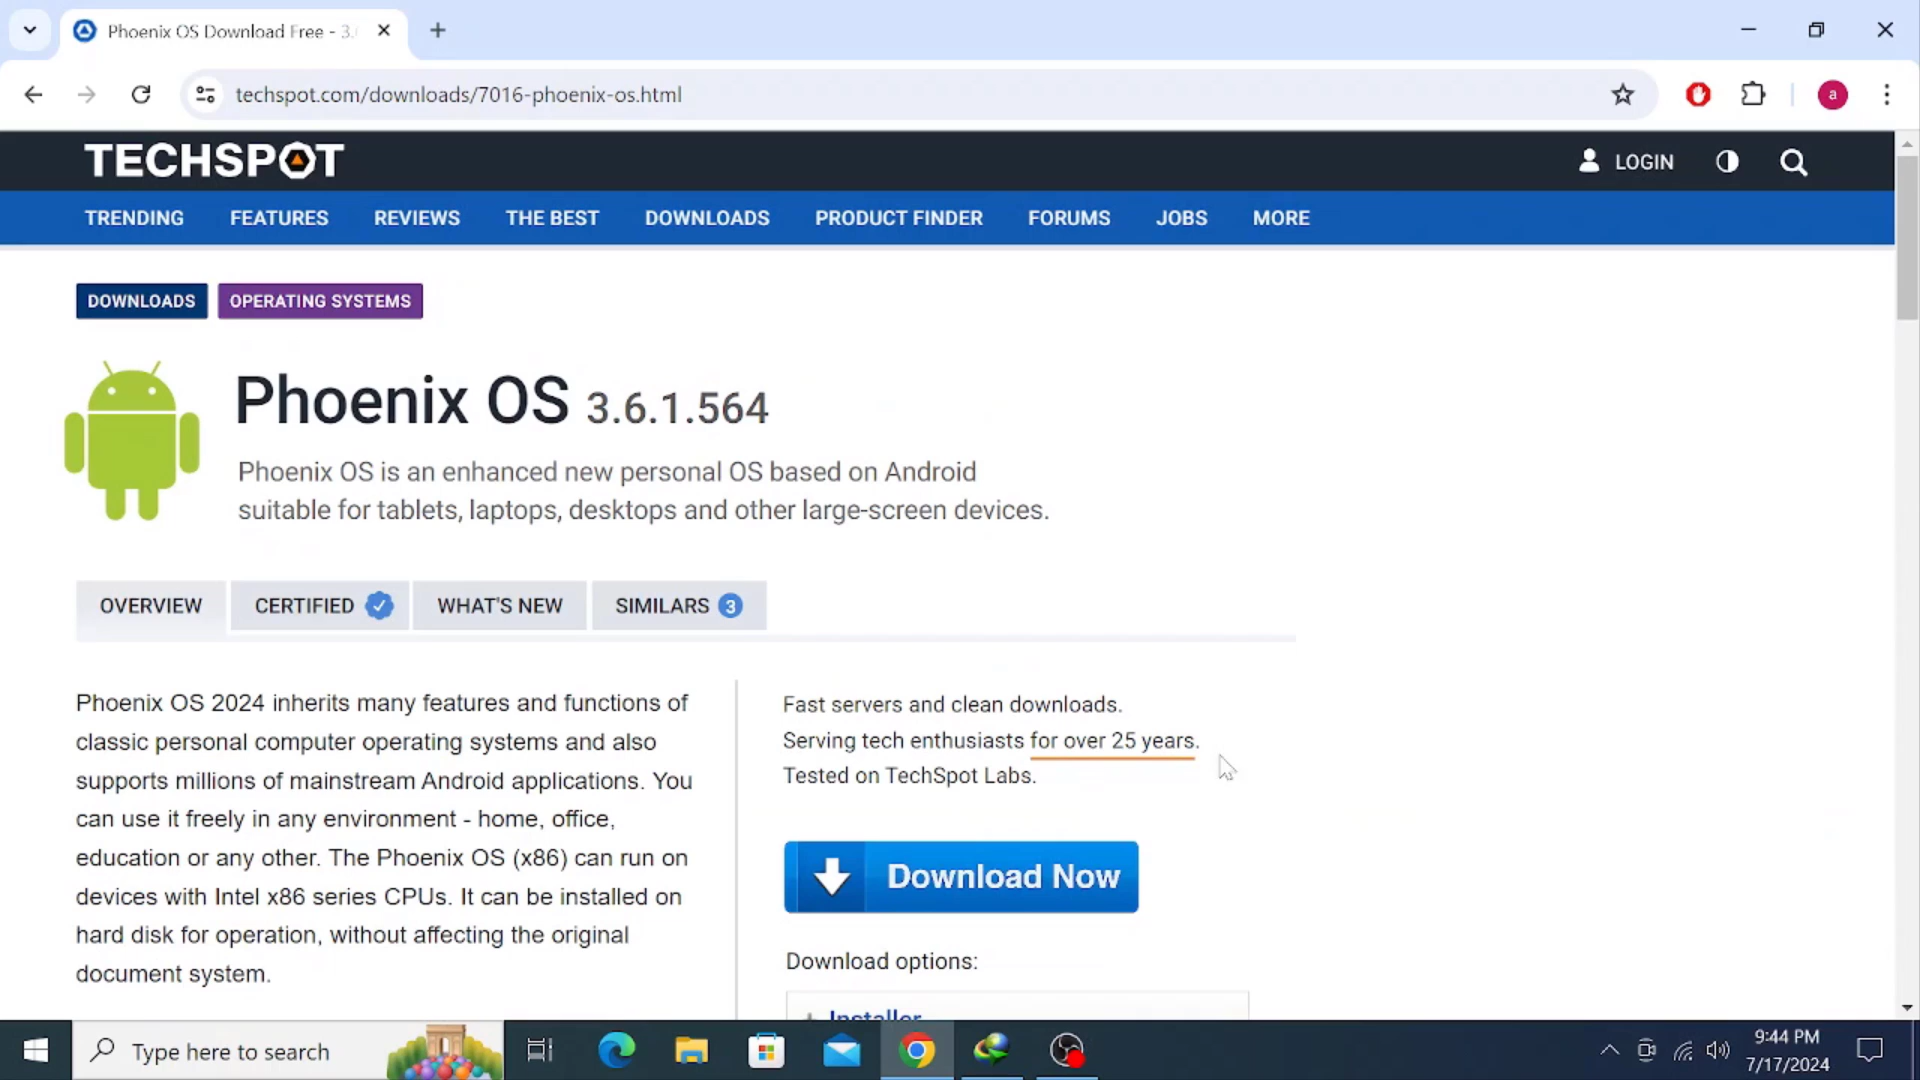 Phoenix OS Download Free - 3.
techspot.com/downloads/7016-phoenix-os.html
a
TECHSPOT
LOGIN
TRENDING FEATURES REVIEWS THE BEST DOWNLOADS PRODUCT FINDER FORUMS JOBS MORE
DOWNLOADS OPERATING SYSTEMS
Phoenix OS 3.6.1.564
Phoenix OS is an enhanced new personal OS based on Android
suitable for tablets, laptops, desktops and other large-screen devices.
OVERVIEW CERTIFIED WHAT'S NEW SIMILARS 3
Phoenix OS 2024 inherits many features and functions of
classic personal computer operating systems and also
supports millions of mainstream Android applications. You
can use it freely in any environment - home, office,
education or any other. The Phoenix OS (x86) can run on
devices with Intel x86 series CPUs. It can be installed on
hard disk for operation, without affecting the original
document system.
Fast servers and clean downloads.
Serving tech enthusiasts for over 25 years.
Tested on TechSpot Labs.
Download Now
Download options:
Installer
Type here to search
9:44 PM
7/17/2024